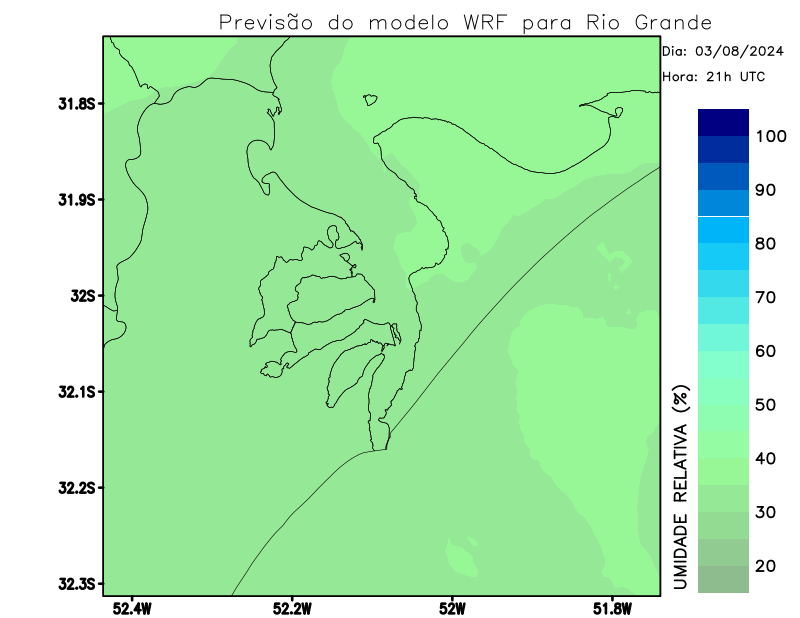 Previsão do modelo WRF para Rio Grande
Dia: 03/08/2024
Hora: 21h UTC
31.8S
31.9S
32S
32.1S
32.2S
32.3S
52.4W
52.2W
52W
51.8W
UMIDADE RELATIVA (%)
100
90
80
70
60
50
40
30
20